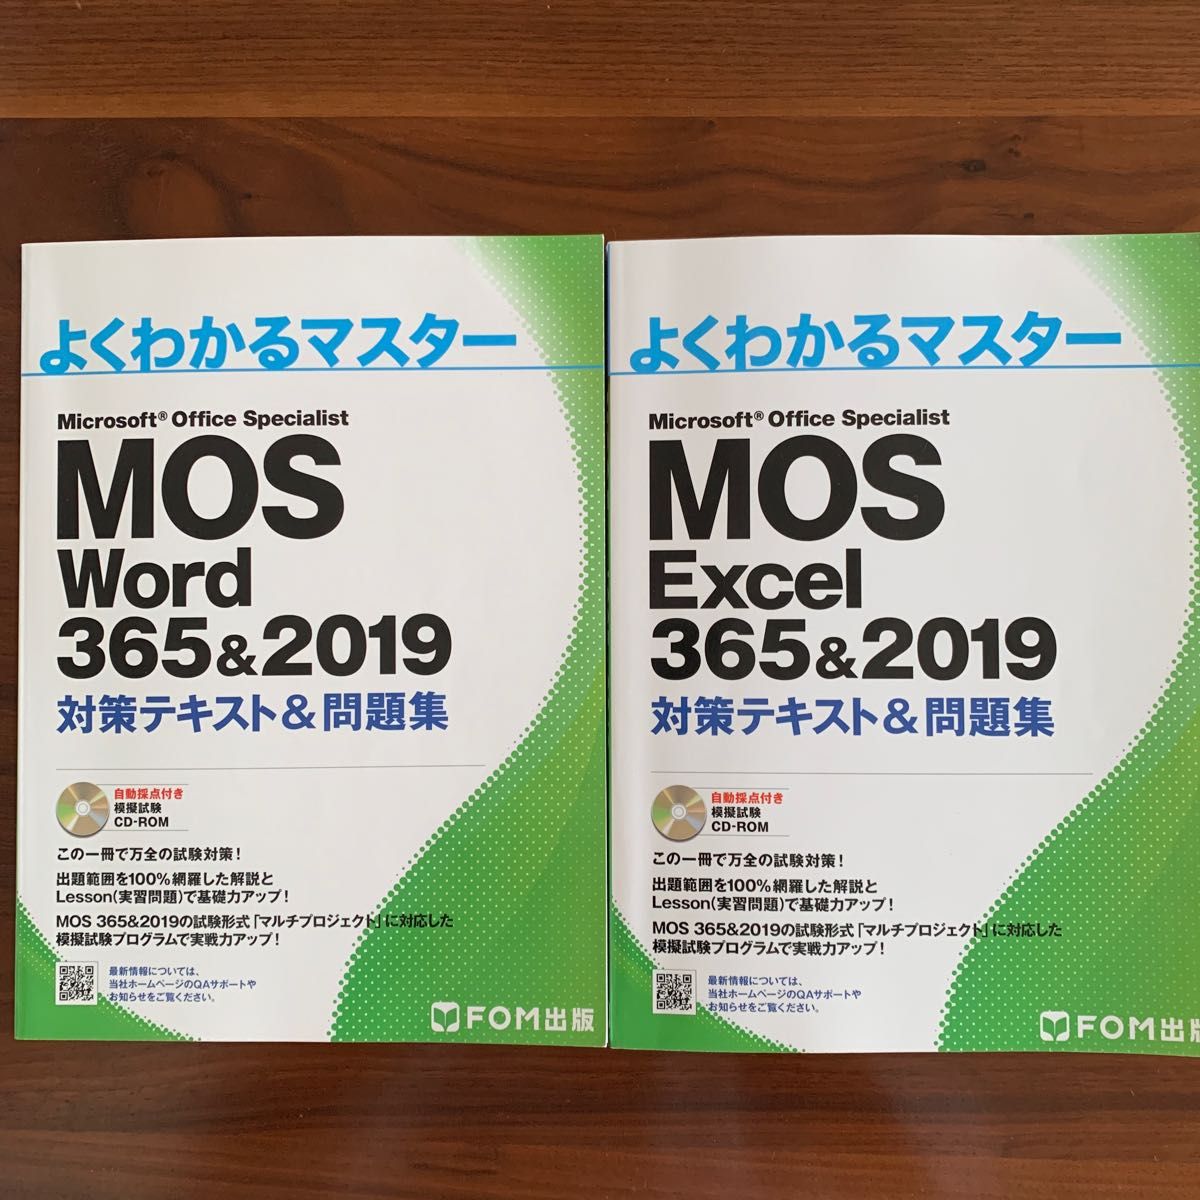 よくわかるマスター
Microsoft® Office Specialist
MOS
Word
365&2019
対策テキスト&問題集
自動採点付き
模擬試験
CD-ROM
この一冊で万全の試験対策！
出題範囲を100%網羅した解説と
Lesson(実習問題)で基礎力アップ！
MOS 365&2019の試験形式「マルチプロジェクト」に対応した
模擬試験プログラムで実戦力アップ！
最新情報については、
当社ホームページのQAサポートや
お知らせをご覧ください。
FOM出版
よくわかるマスター
Microsoft® Office Specialist
MOS
Excel
365&2019
対策テキスト&問題集
自動採点付き
模擬試験
CD-ROM
この一冊で万全の試験対策！
出題範囲を100%網羅した解説と
Lesson(実習問題)で基礎力アップ！
MOS 365&2019の試験形式「マルチプロジェクト」に対応した
模擬試験プログラムで実戦力アップ！
最新情報については、
当社ホームページのQAサポートや
お知らせをご覧ください。
FOM出版